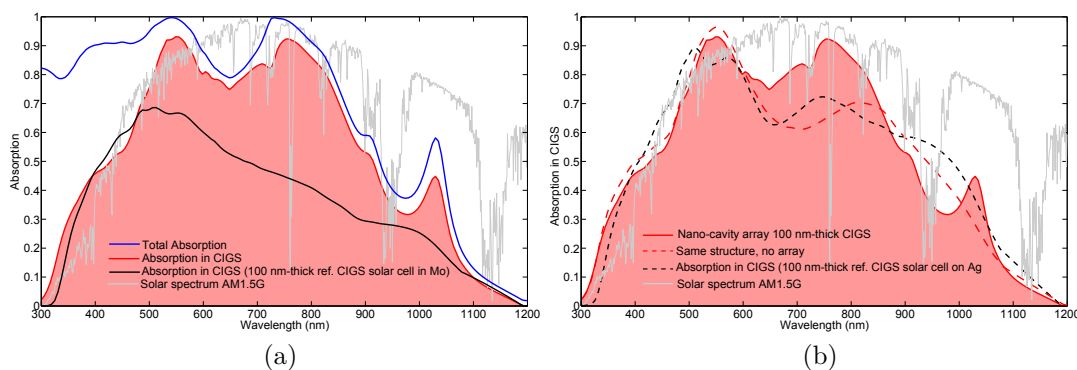 Absorption
1
0.9
0.8
0.7
0.6
0.5
0.4
0.3
0.2
0.1
0
Total Absorption
Absorption in CIGS
Absorption in CIGS (100 nm-thick ref. CIGS solar cell in Mo)
Solar spectrum AM1.5G
300 400 500 600 700 800 900 1000 1100 1200
Wavelength (nm)
(a)
Absorption in CIGS
1
0.9
0.8
0.7
0.6
0.5
0.4
0.3
0.2
0.1
0
Nano-cavity array 100 nm-thick CIGS
Same structure, no array
Absorption in CIGS (100 nm-thick ref. CIGS solar cell on Ag
Solar spectrum AM1.5G
300 400 500 600 700 800 900 1000 1100 1200
Wavelength (nm)
(b)